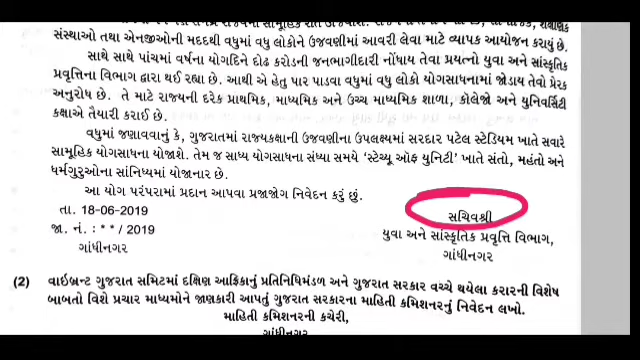 સંસ્થાઓ તથા એનજીઓની મદદથી વધુમાં વધુ લોકોને ઉજવણીમાં આવરી લેવા માટે વ્યાપક આયોજન કરાયું છે.
સાથે સાથે પાંચમાં વર્ષના યોગદિને દોઢ કરોડની જનભાગીદારી નોંધાય તેવા પ્રયત્નો યુવા અને સાંસ્કૃતિક
પ્રવૃત્તિના વિભાગ દ્વારા થઈ રહ્યા છે. આથી એ હેતુ પાર પાડવા વધુમાં વધુ લોકો યોગસાધનામાં જોડાય તેવો પ્રેરક
અનુરોધ છે. તે માટે રાજ્યની દરેક પ્રાથમિક, માધ્યમિક અને ઉચ્ચ માધ્યમિક શાળા, કૉલેજો અને યુનિવર્સિટી
કક્ષાએ તૈયારી કરાઈ છે.
વધુમાં જણાવવાનું કે, ગુજરાતમાં રાજ્યકક્ષાની ઉજવણીના ઉપલક્ષ્યમાં સરદાર પટેલ સ્ટેડિયમ ખાતે સવારે
સામૂહિક યોગસાધના યોજાશે. તેમ જ સાધ્ય યોગસાધના સંધ્યા સમયે ‘સ્ટેચ્યૂ ઑફ યુનિટી’ ખાતે સંતો, મહંતો અને
ધર્મગુરુઓના સાંનિધ્યમાં યોજાનાર છે.
આ યોગ પરંપરામાં પ્રદાન આપવા પ્રજાજોગ નિવેદન કરું છું.
તા. 18-06-2019
સચિવશ્રી
જા. નં. : * * /2019
યુવા અને સાંસ્કૃતિક પ્રવૃત્તિ વિભાગ,
ગાંધીનગર
ગાંધીનગર
(2) વાઇબ્રન્ટ ગુજરાત સમિટમાં દક્ષિણ આફ્રિકાનું પ્રતિનિધિમંડળ અને ગુજરાત સરકાર વચ્ચે થયેલા કરારની વિશેષ
બાબતો વિશે પ્રચાર માધ્યમોને જાણકારી આપતું ગુજરાત સરકારના માહિતી કમિશનરનું નિવેદન લખો.
માહિતી કમિશનરની કચેરી,
ગાંધીનગર